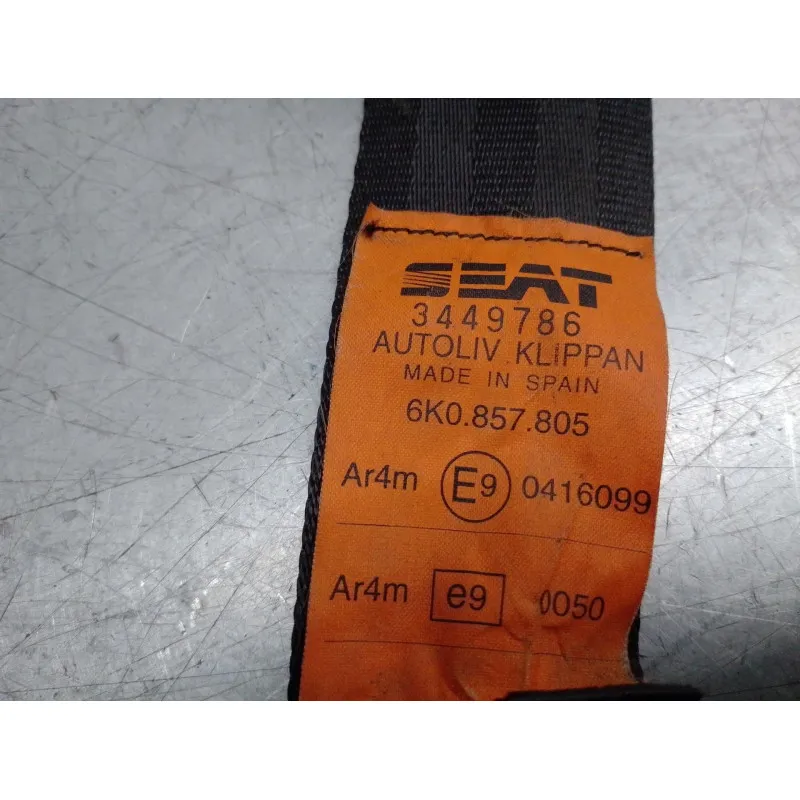 SEAT
3449786
AUTOLIV KLIPPAN
MADE IN SPAIN
6K0.857.805
Ar4m E9 0416099
Ar4m e9 0050